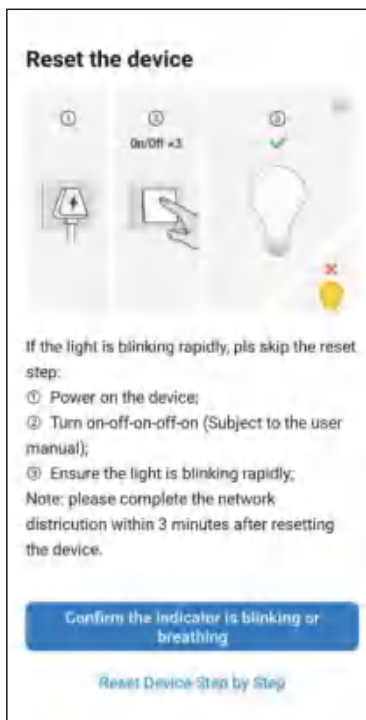 Reset the device
①
②
③
On/Off ×3
If the light is blinking rapidly, pls skip the reset
step:
① Power on the device;
② Turn on-off-on-off-on (Subject to the user
manual);
③ Ensure the light is blinking rapidly;
Note: please complete the network
districution within 3 minutes after resetting
the device.
Confirm the indicator is blinking or
breathing
Reset Device Step by Step